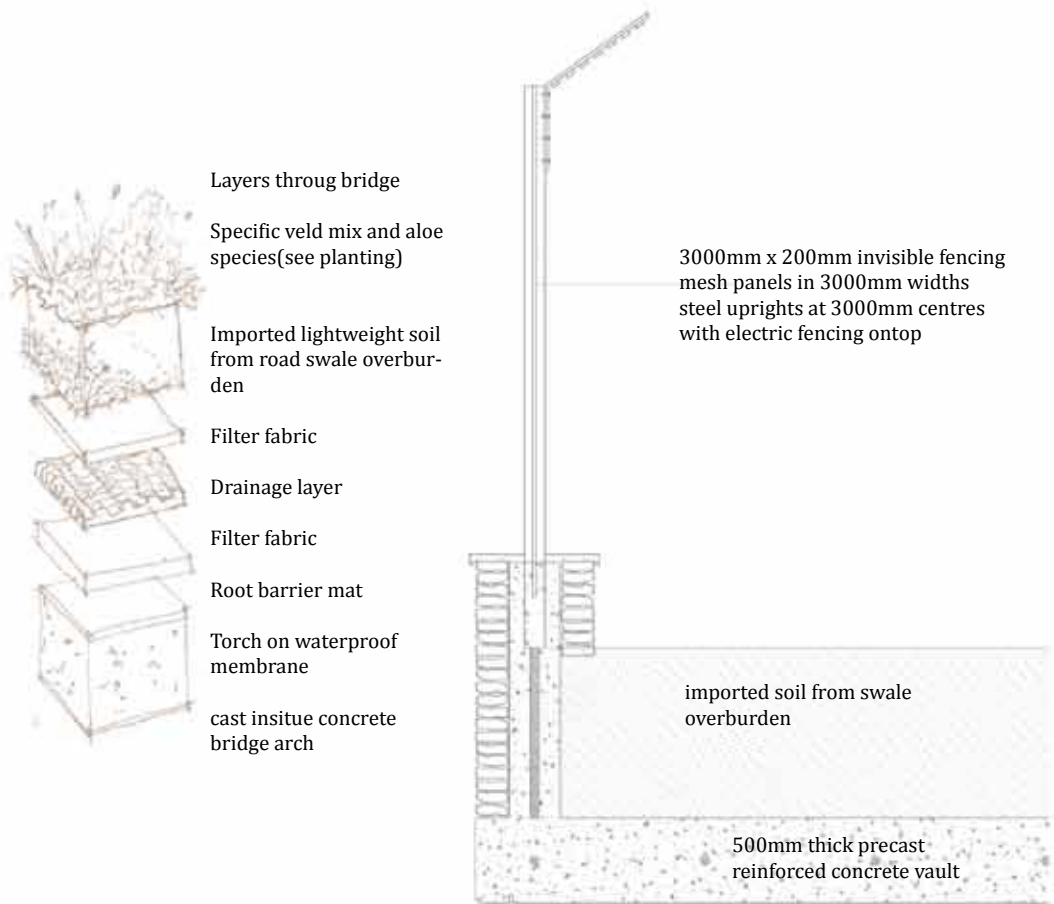 Layers throug bridge
Specific veld mix and aloe
species(see planting)
Imported lightweight soil
from road swale overbur-
den
Filter fabric
Drainage layer
Filter fabric
Root barrier mat
Torch on waterproof
membrane
cast insitue concrete
bridge arch
3000mm x 200mm invisible fencing
mesh panels in 3000mm widths
steel uprights at 3000mm centres
with electric fencing ontop
imported soil from swale
overburden
500mm thick precast
reinforced concrete vault